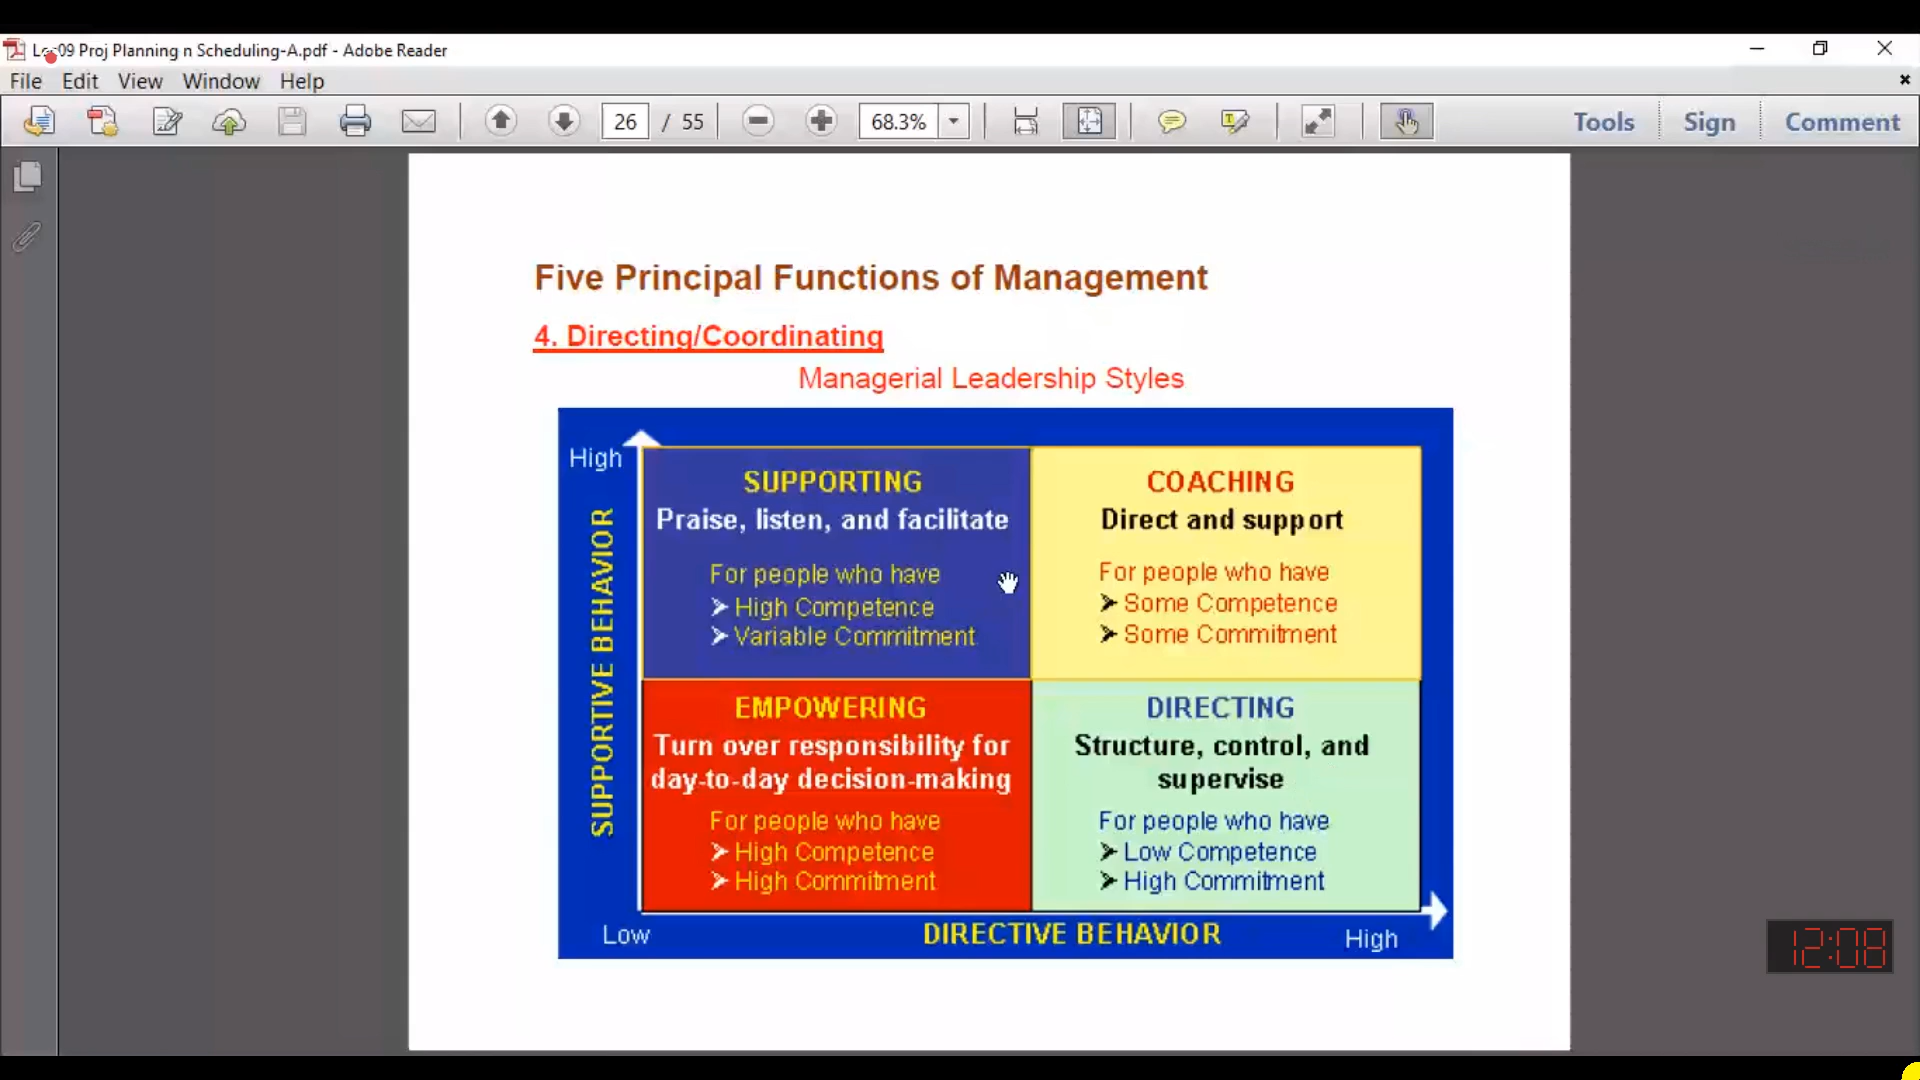 Lec09 Proj Planning n Scheduling-A.pdf - Adobe Reader
File Edit View Window Help
26 / 55 68.3% Tools Sign Comment
Five Principal Functions of Management
4. Directing/Coordinating
Managerial Leadership Styles
High
SUPPORTIVE BEHAVIOR
SUPPORTING
Praise, listen, and facilitate
For people who have
➢ High Competence
➢ Variable Commitment
COACHING
Direct and support
For people who have
➢ Some Competence
➢ Some Commitment
EMPOWERING
Turn over responsibility for
day-to-day decision-making
For people who have
➢ High Competence
➢ High Commitment
DIRECTING
Structure, control, and
supervise
For people who have
➢ Low Competence
➢ High Commitment
Low DIRECTIVE BEHAVIOR High
12:08